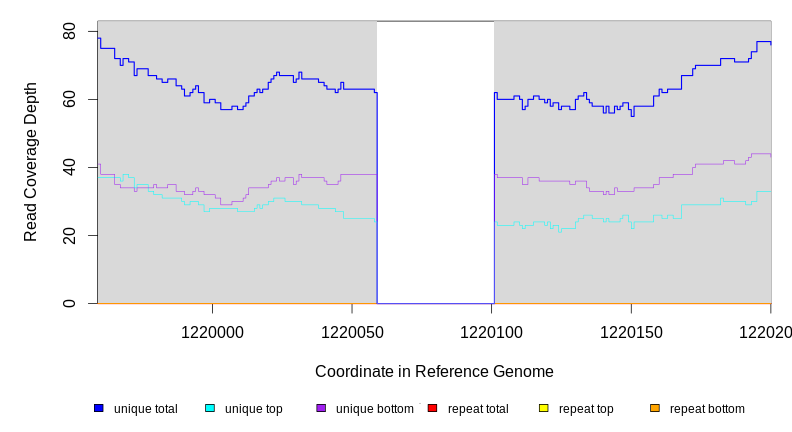 80
60
40
20
0
Read Coverage Depth
1220000 1220050 1220100 1220150 122020
Coordinate in Reference Genome
unique total unique top unique bottom repeat total repeat top repeat bottom